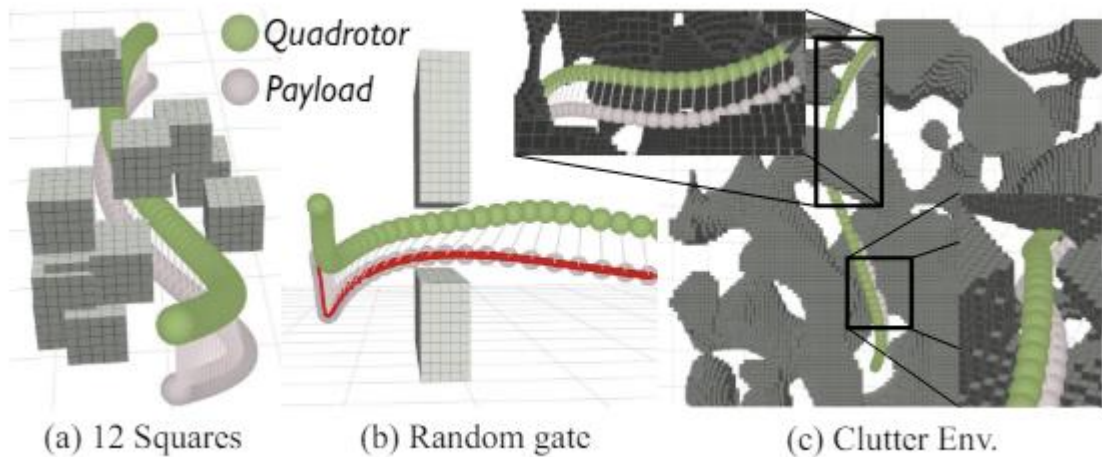 Quadrotor
Payload
(a) 12 Squares
(b) Random gate
(c) Clutter Env.